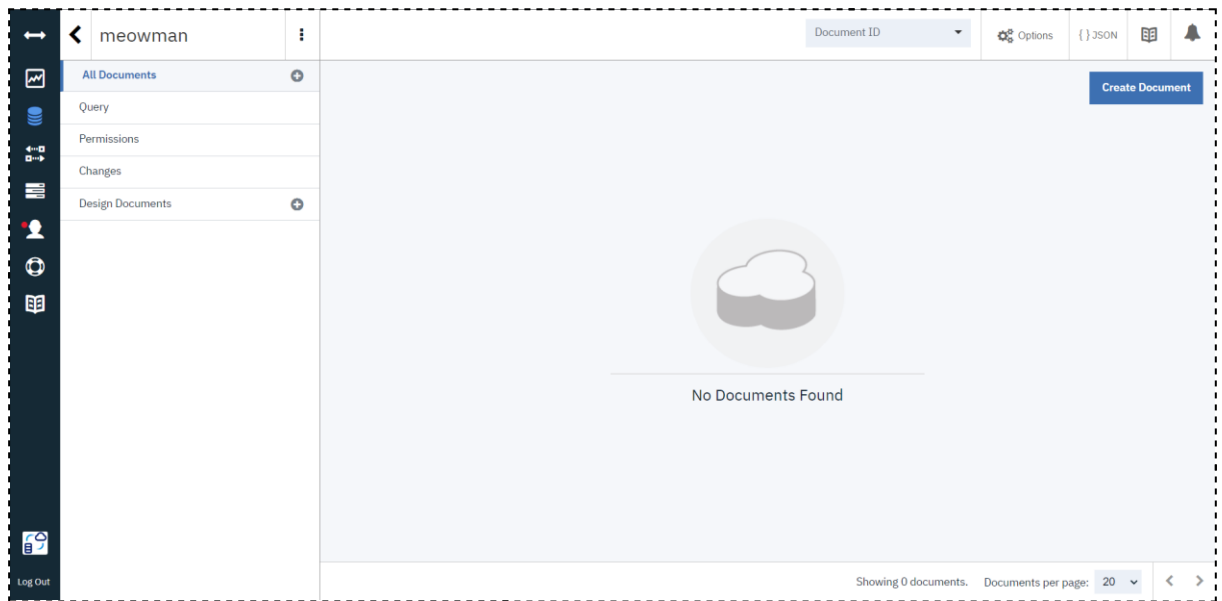 meowman
Document ID
Options
{ } JSON
All Documents
Create Document
Query
Permissions
Changes
Design Documents
No Documents Found
Log Out
Showing 0 documents.
Documents per page: 20